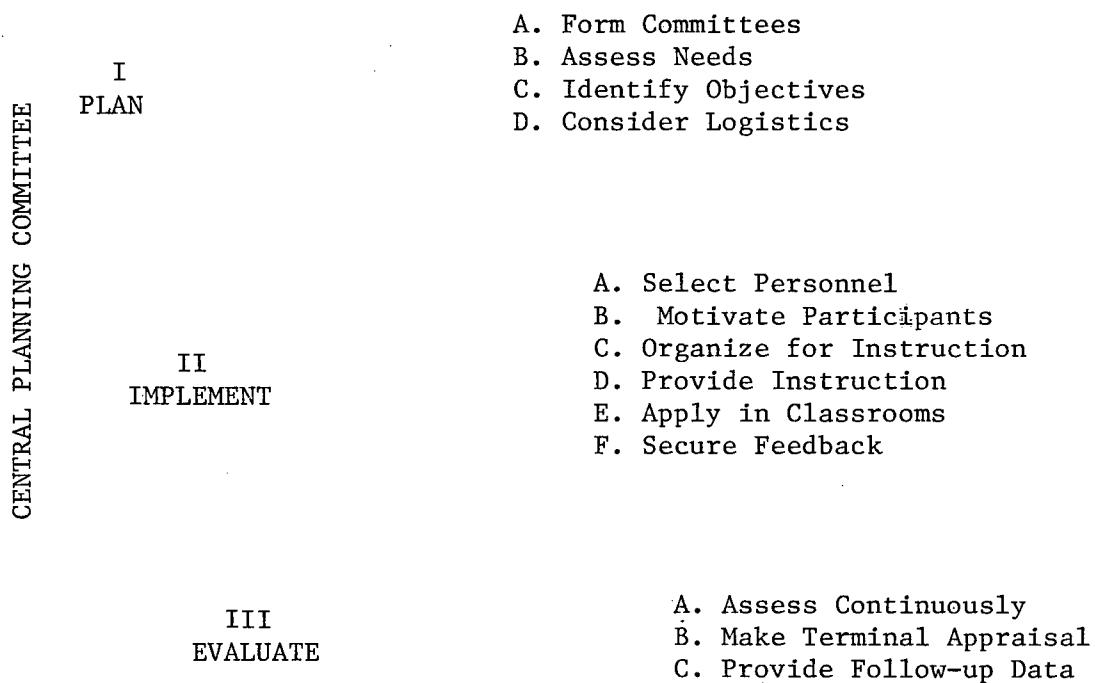 CENTRAL PLANNING COMMITTEE
I
PLAN
A. Form Committees
B. Assess Needs
C. Identify Objectives
D. Consider Logistics
II
IMPLEMENT
A. Select Personnel
B. Motivate Participants
C. Organize for Instruction
D. Provide Instruction
E. Apply in Classrooms
F. Secure Feedback
III
EVALUATE
A. Assess Continuously
B. Make Terminal Appraisal
C. Provide Follow-up Data